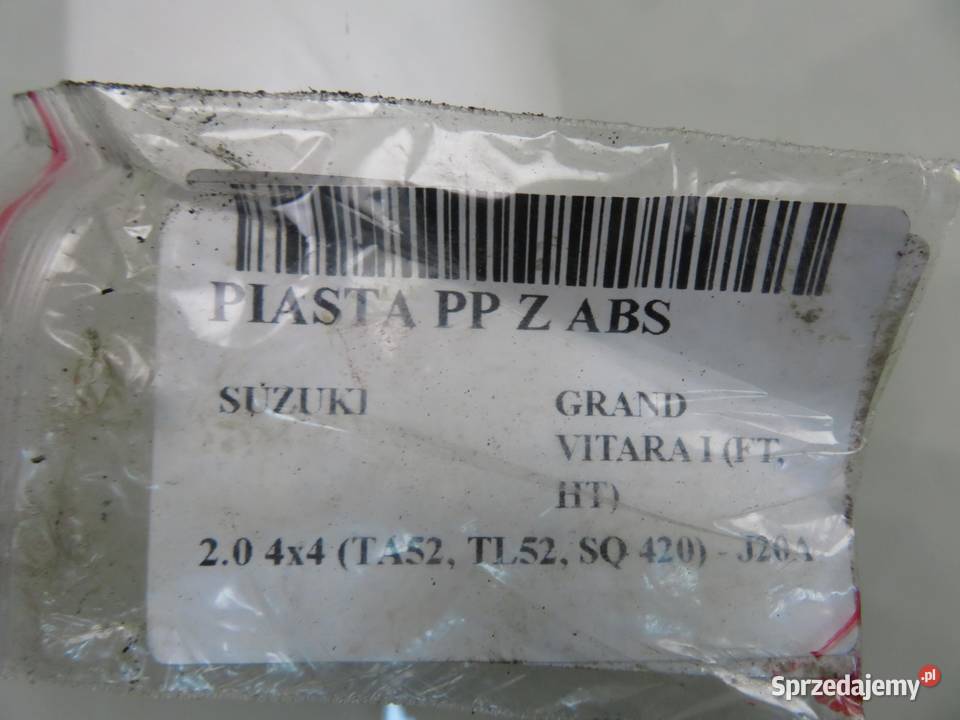 PIASTA PP Z ABS
SUZUKI
GRAND
VITARA I (FT,
HT)
2.0 4x4 (TA52, TL52, SQ 420) - J20A
Sprzedajemy.pl